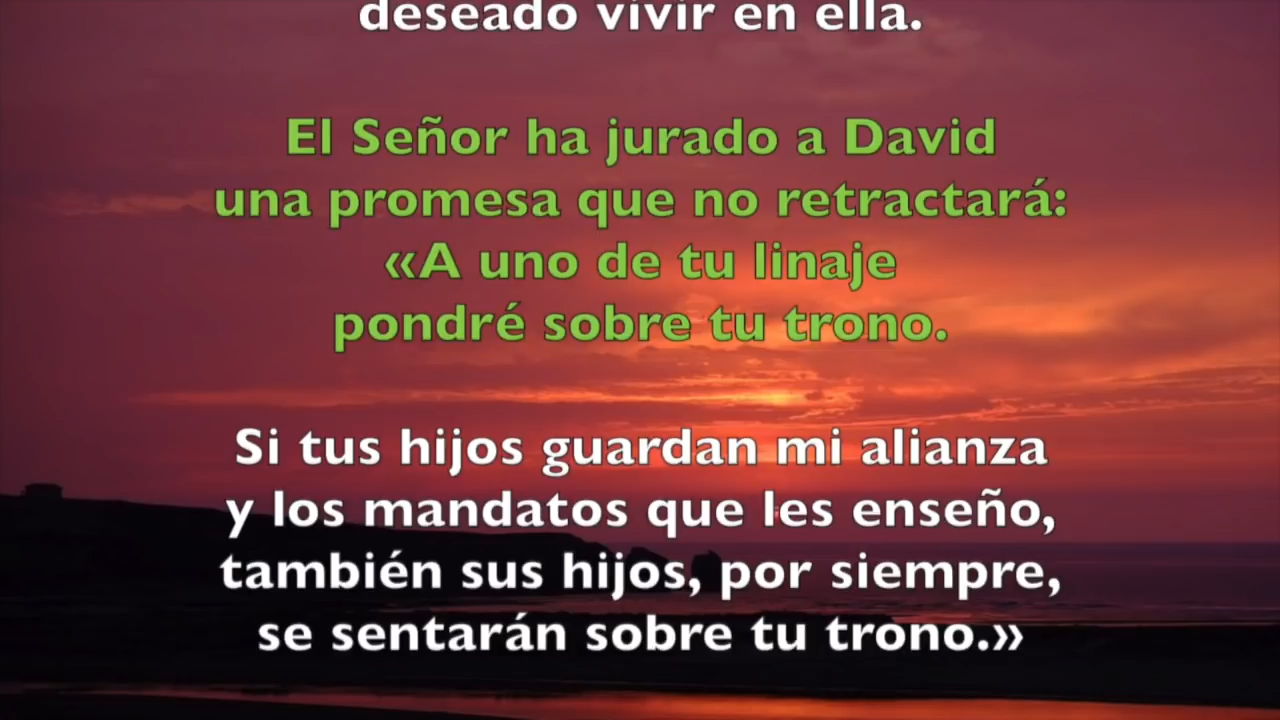 deseado vivir en ella.
El Señor ha jurado a David
una promesa que no retractará:
«A uno de tu linaje
pondré sobre tu trono.
Si tus hijos guardan mi alianza
y los mandatos que les enseño,
también sus hijos, por siempre,
se sentarán sobre tu trono.»